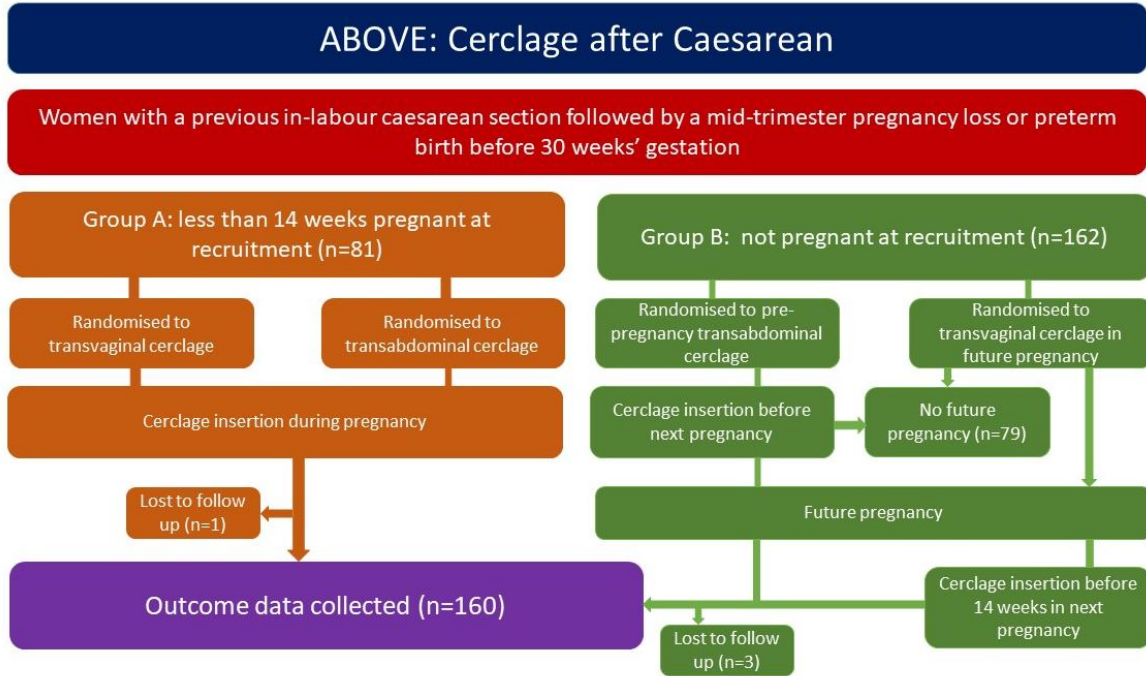 ABOVE: Cerclage after Caesarean
Women with a previous in-labour caesarean section followed by a mid-trimester pregnancy loss or preterm
birth before 30 weeks’ gestation
Group A: less than 14 weeks pregnant at
recruitment (n=81)
Randomised to
transvaginal cerclage
Randomised to
transabdominal cerclage
Cerclage insertion during pregnancy
Lost to follow
up (n=1)
Group B:  not pregnant at recruitment (n=162)
Randomised to pre-
pregnancy transabdominal
cerclage
Randomised to
transvaginal cerclage in
future pregnancy
Cerclage insertion before
next pregnancy
No future
pregnancy (n=79)
Future pregnancy
Cerclage insertion before
14 weeks in next
pregnancy
Lost to follow
up (n=3)
Outcome data collected (n=160)